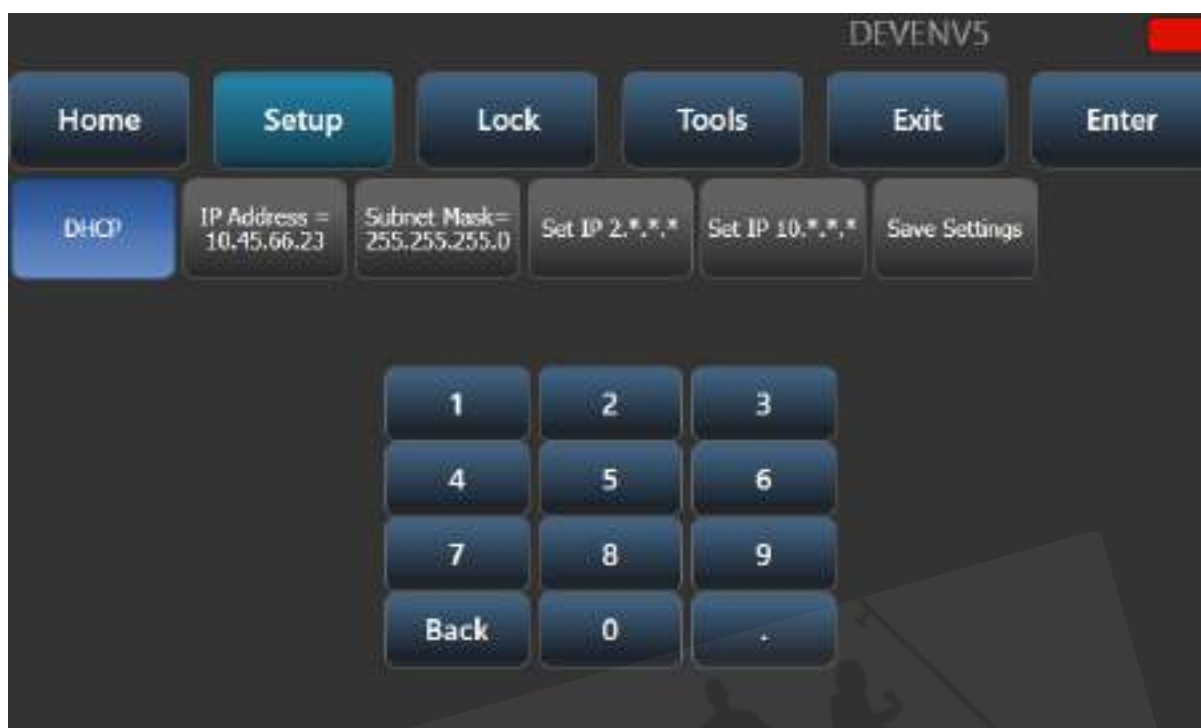 DEVENV5
Home Setup Lock Tools Exit Enter
DHCP
IP Address =
10.45.66.23
Subnet Mask=
255.255.255.0
Set IP 2.*.*.*
Set IP 10.*.*.*
Save Settings
1 2 3
4 5 6
7 8 9
Back 0 .